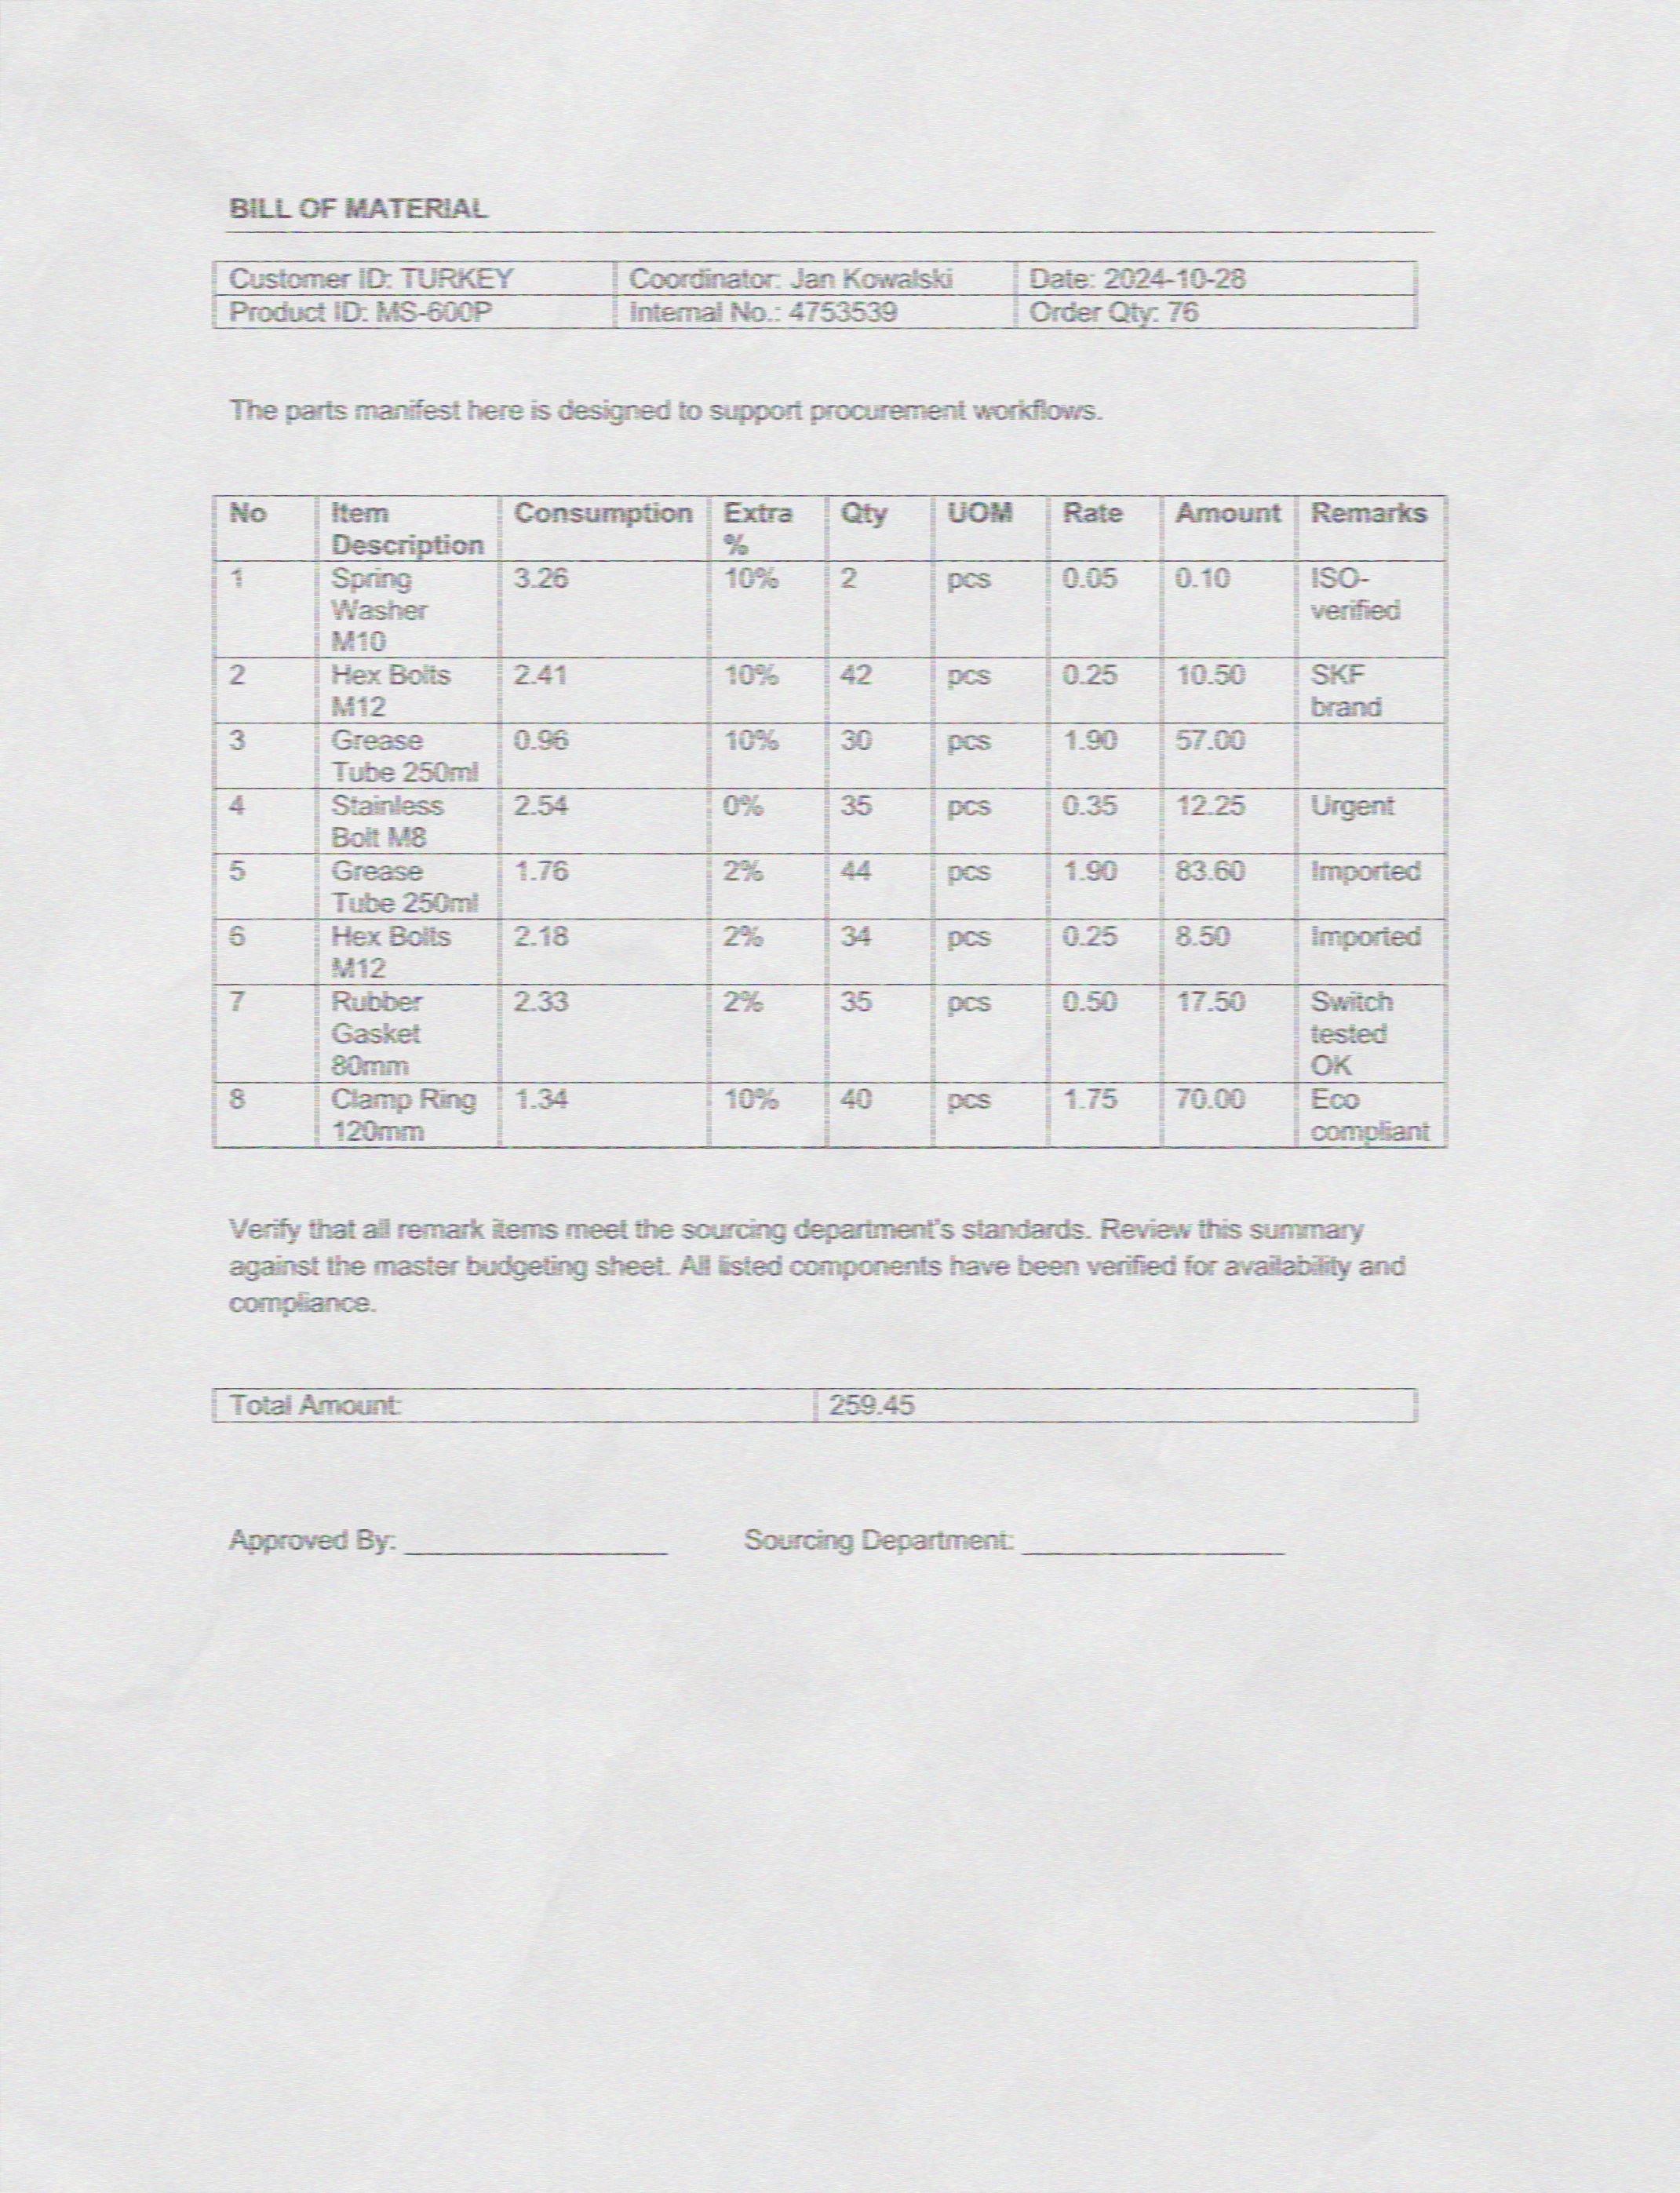 BILL OF MATERIAL
Customer ID: TURKEY Coordinator: Jan Kowalski Date: 2024-10-28
Product ID: MS-600P Internal No.: 4753539 Order Qty: 76
The parts manifest here is designed to support procurement workflows.
No Item Description Consumption Extra % Qty UOM Rate Amount Remarks
1 Spring Washer M10 3.26 10% 2 pcs 0.05 0.10 ISO-verified
2 Hex Bolts M12 2.41 10% 42 pcs 0.25 10.50 SKF brand
3 Grease Tube 250ml 0.96 10% 30 pcs 1.90 57.00
4 Stainless Bolt M8 2.54 0% 35 pcs 0.35 12.25 Urgent
5 Grease Tube 250ml 1.76 2% 44 pcs 1.90 83.60 Imported
6 Hex Bolts M12 2.18 2% 34 pcs 0.25 8.50 Imported
7 Rubber Gasket 80mm 2.33 2% 35 pcs 0.50 17.50 Switch tested OK
8 Clamp Ring 120mm 1.34 10% 40 pcs 1.75 70.00 Eco compliant
Verify that all remark items meet the sourcing department's standards. Review this summary
against the master budgeting sheet. All listed components have been verified for availability and
compliance.
Total Amount: 259.45
Approved By: Sourcing Department: